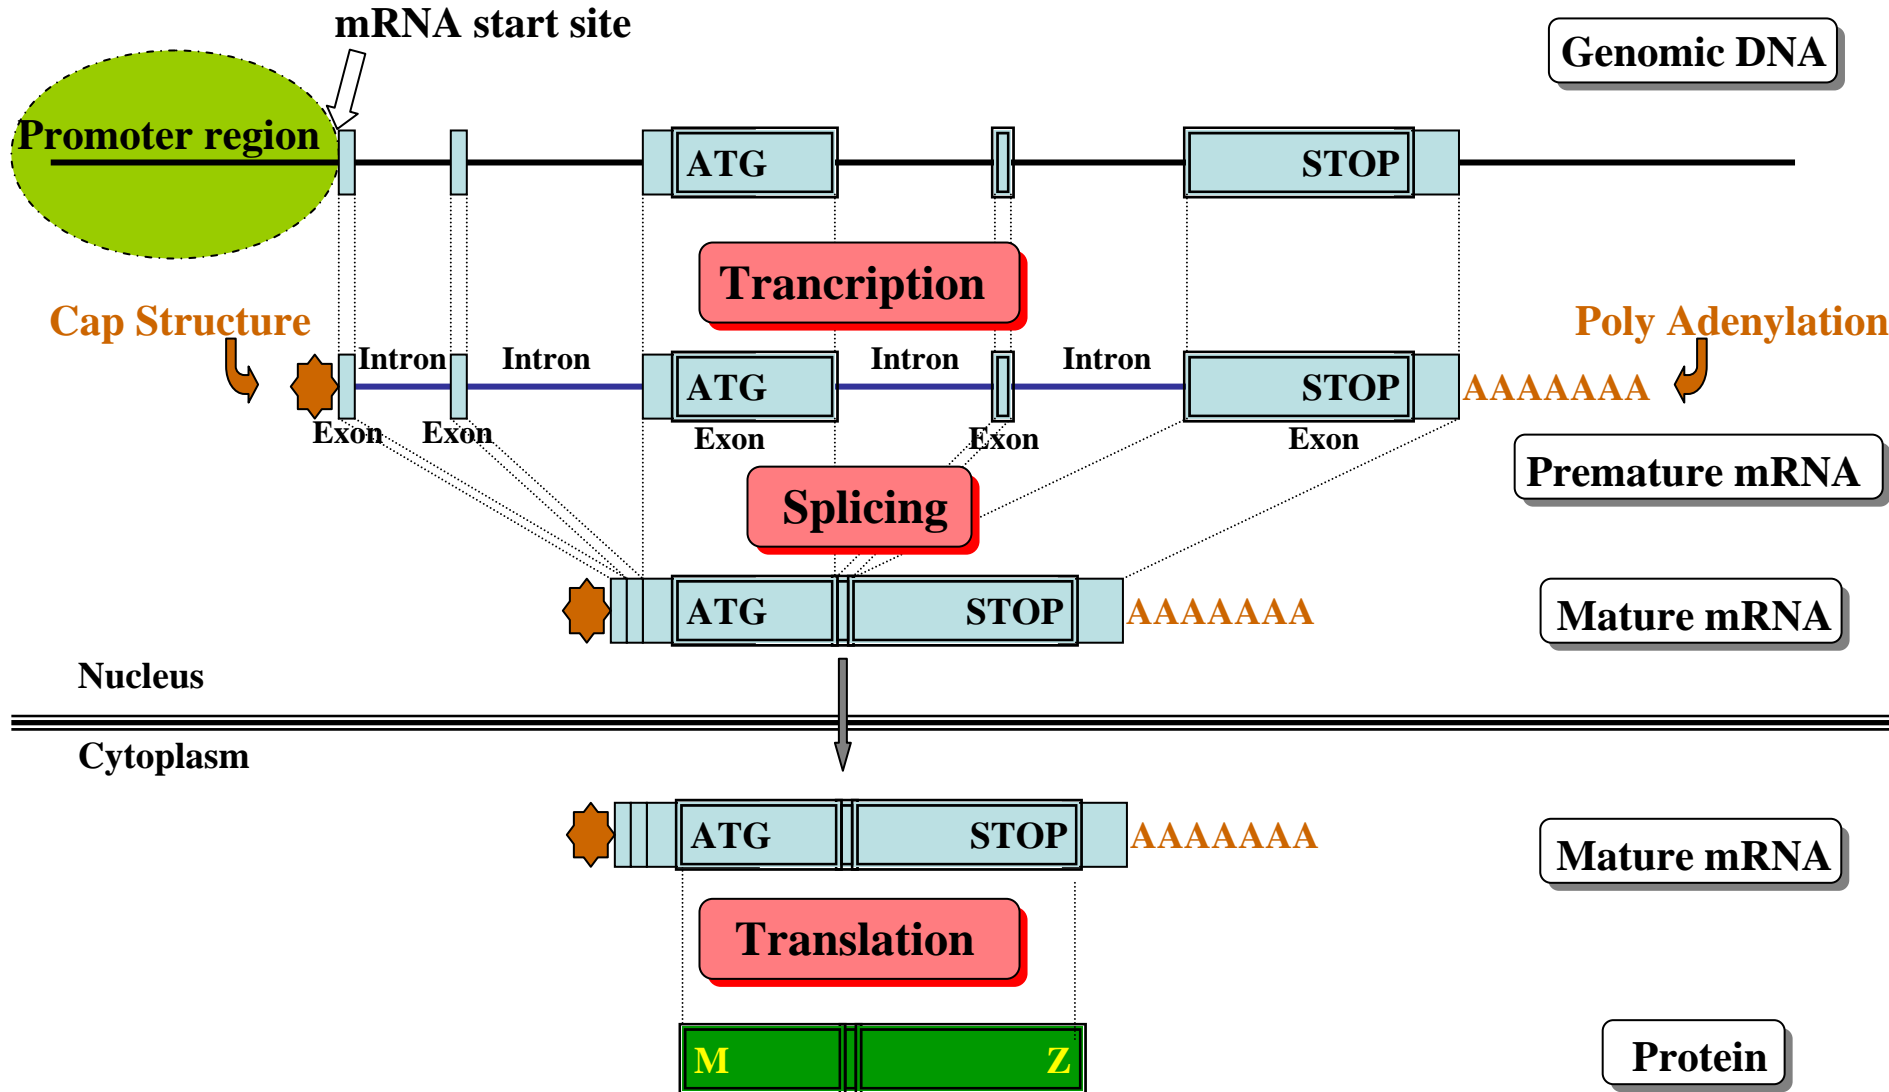 mRNA start site
Genomic DNA
Promoter region
ATG
STOP
Trancription
Cap Structure
Poly Adenylation
Intron
Intron
Intron
Intron
ATG
STOP
AAAAAAA
Exon
Exon
Exon
Exon
Exon
Premature mRNA
Splicing
ATG
STOP
AAAAAAA
Mature mRNA
Nucleus
Cytoplasm
ATG
STOP
AAAAAAA
Mature mRNA
Translation
M
Z
Protein